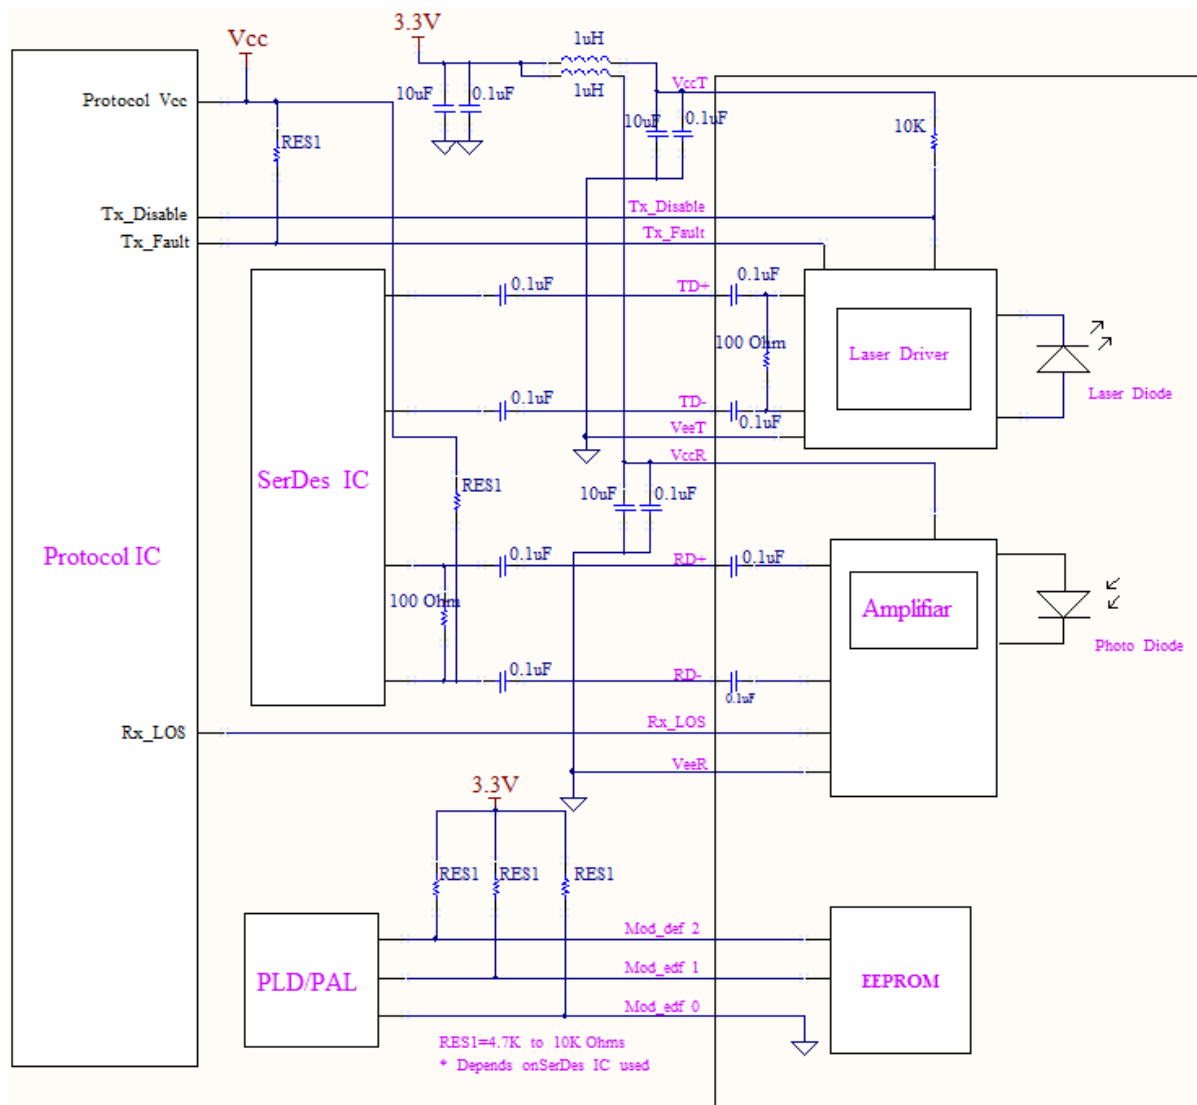 3.3V
Vcc
1uH
1uH
VccT
Protocol Vcc
10uF
0.1uF
10uF
0.1uF
10K
RES1
Tx_Disable
Tx_Disable
Tx_Fault
Tx_Fault
0.1uF
0.1uF
TD+
100 Ohm
Laser Driver
Laser Diode
0.1uF
TD-
0.1uF
VeeT
VccR
SerDes IC
RES1
10uF
0.1uF
Protocol IC
0.1uF
RD+
0.1uF
100 Ohm
Amplifiar
Photo Diode
0.1uF
RD-
0.1uF
Rx_LOS
Rx_LOS
VeeR
3.3V
RES1
RES1
RES1
Mod_def 2
PLD/PAL
Mod_edf 1
EEPROM
Mod_edf 0
RES1=4.7K to 10K Ohms
* Depends onSerDes IC used